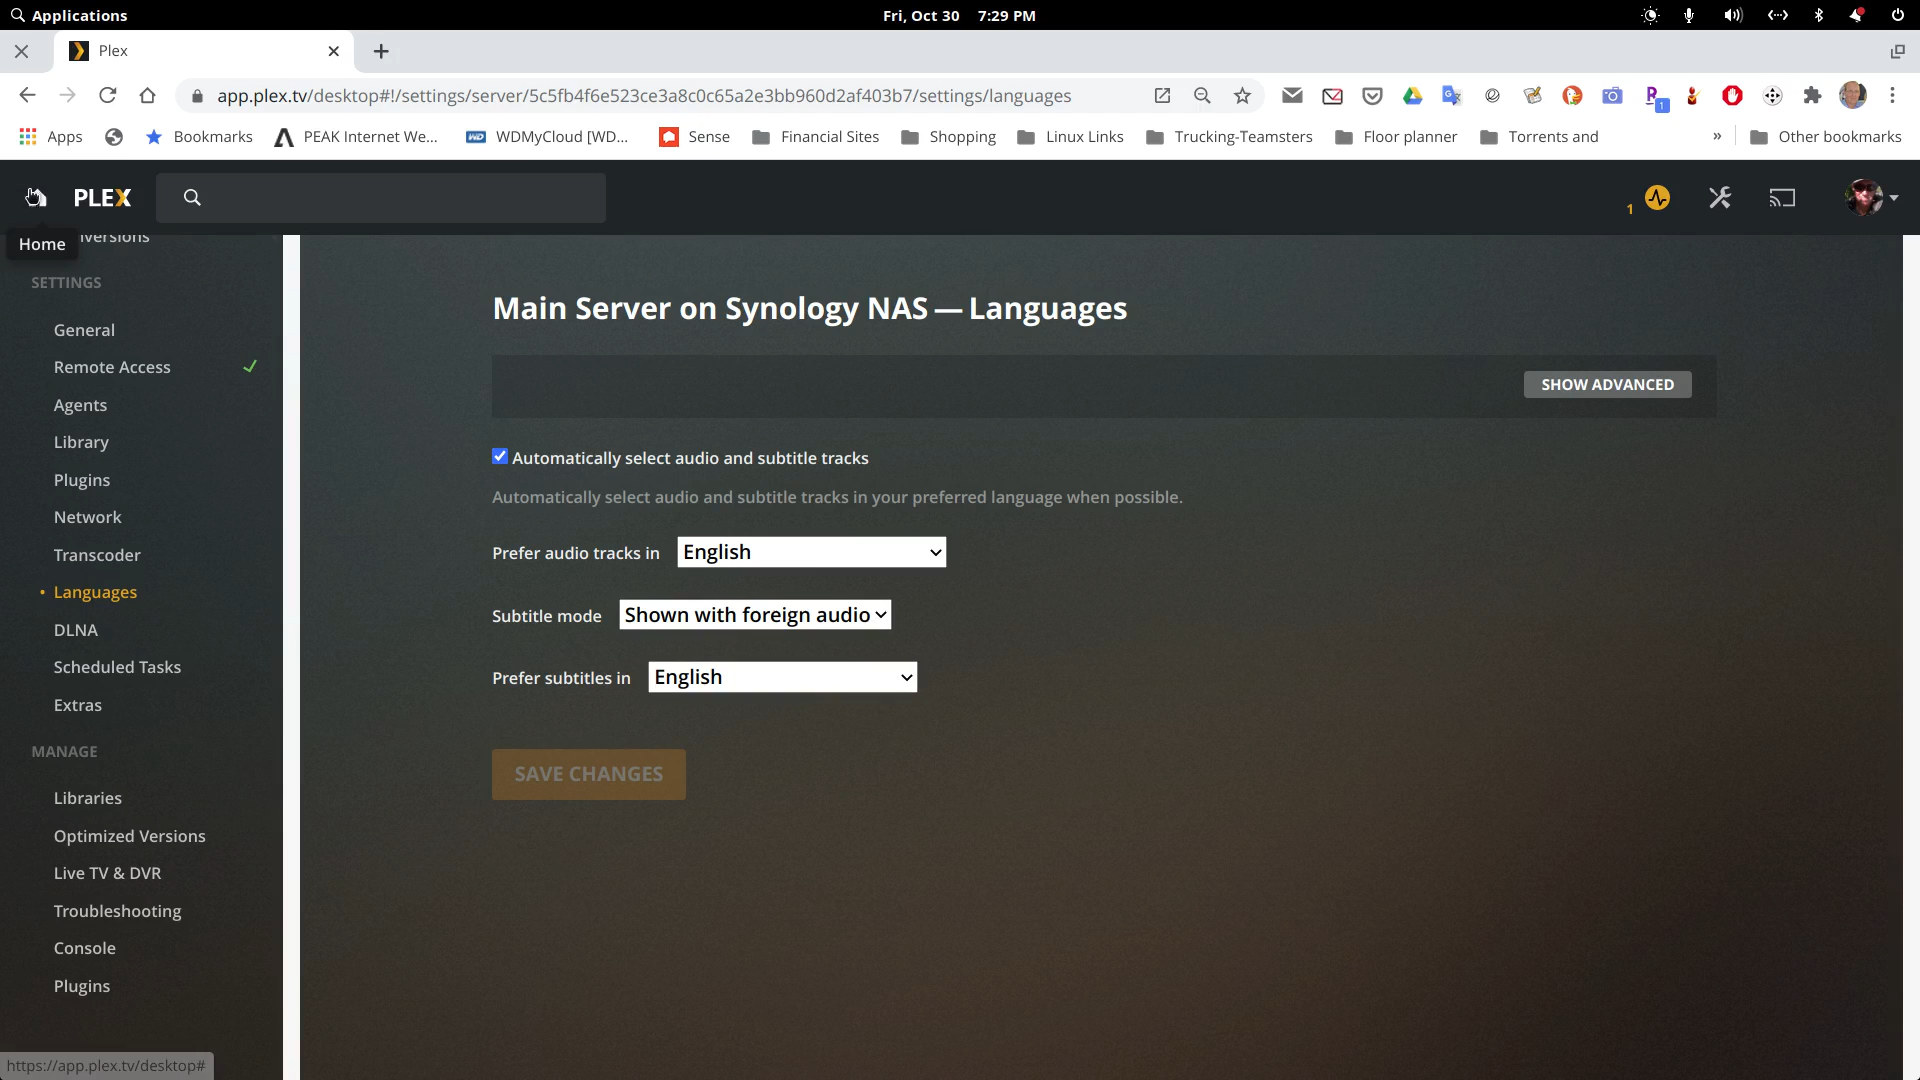 Applications
Fri, Oct 30 7:29 PM
Plex
app.plex.tv/desktop#!/settings/server/5c5fb4f6e523ce3a8c0c65a2e3bb960d2af403b7/settings/languages
1
Apps
Bookmarks
PEAK Internet We...
WDMyCloud [WD...
Sense
Financial Sites
Shopping
Linux Links
Trucking-Teamsters
Floor planner
Torrents and
»
Other bookmarks
PLEX
1
Home
SETTINGS
General
Remote Access
Agents
Library
Plugins
Network
Transcoder
• Languages
DLNA
Scheduled Tasks
Extras
MANAGE
Libraries
Optimized Versions
Live TV & DVR
Troubleshooting
Console
Plugins
https://app.plex.tv/desktop#
Main Server on Synology NAS — Languages
SHOW ADVANCED
Automatically select audio and subtitle tracks
Automatically select audio and subtitle tracks in your preferred language when possible.
Prefer audio tracks in English
Subtitle mode Shown with foreign audio
Prefer subtitles in English
SAVE CHANGES